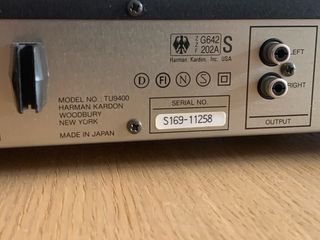 G642
202A
S
Harman Kardon, Inc. USA
D FI N S
LEFT
RIGHT
OUTPUT
MODEL NO.: TU9400
HARMAN KARDON
WOODBURY
NEW YORK
MADE IN JAPAN
SERIAL NO.
S169-11258